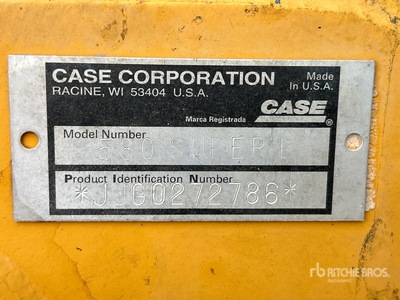 CASE CORPORATION
RACINE, WI 53404 U.S.A.
Made
In U.S.A.
Marca Registrada
CASE®
Model Number
580 SUPER L
Product Identification Number
*JJG0272786*
rb RITCHIE BROS.